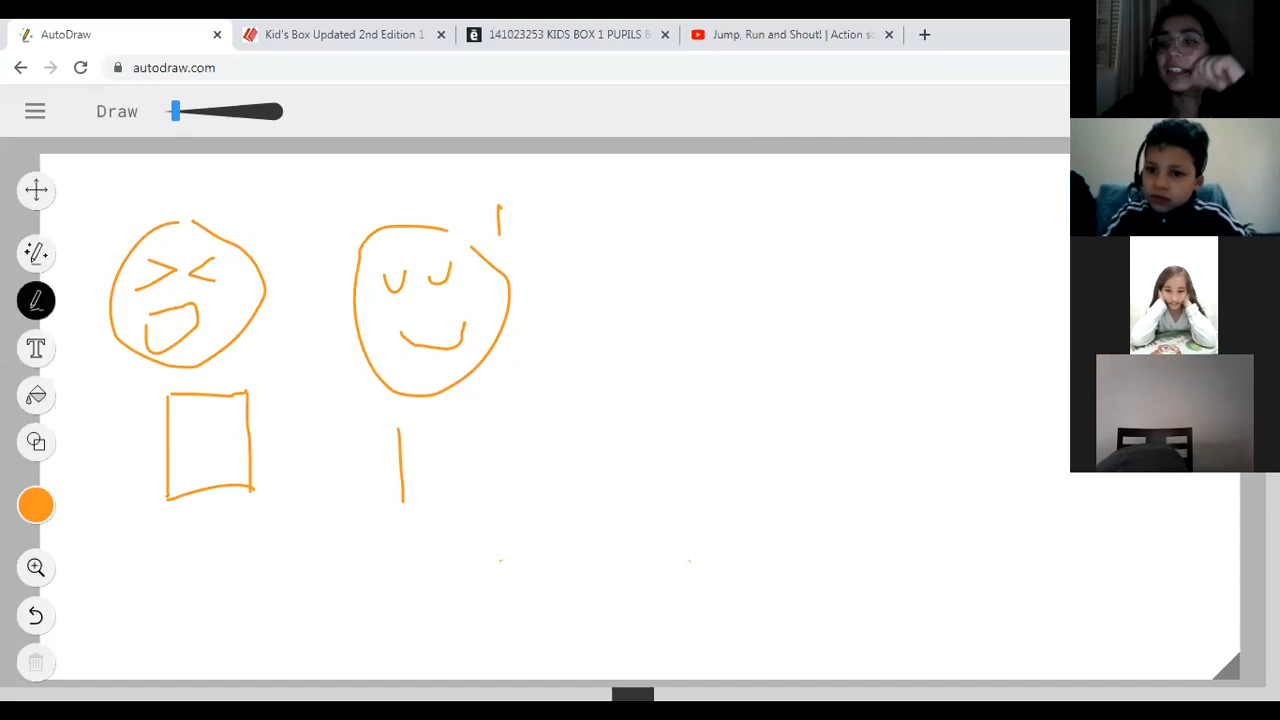 AutoDraw
Kid's Box Updated 2nd Edition 1
141023253 KIDS BOX 1 PUPILS B
Jump, Run and Shout! | Action so
autodraw.com
Draw
T